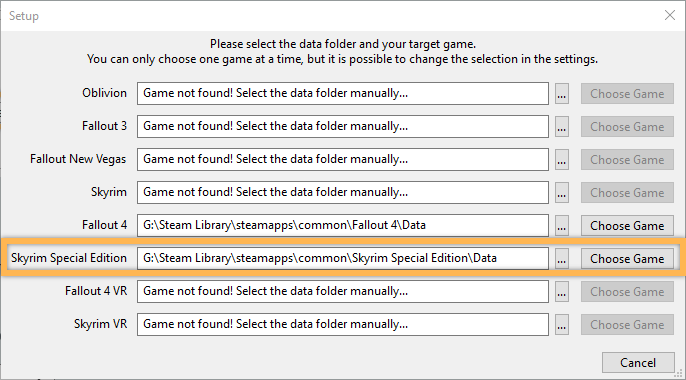 Setup
Please select the data folder and your target game.
You can only choose one game at a time, but it is possible to change the selection in the settings.
Oblivion Game not found! Select the data folder manually... ... Choose Game
Fallout 3 Game not found! Select the data folder manually... ... Choose Game
Fallout New Vegas Game not found! Select the data folder manually... ... Choose Game
Skyrim Game not found! Select the data folder manually... ... Choose Game
Fallout 4 G:\Steam Library\steamapps\common\Fallout 4\Data ... Choose Game
Skyrim Special Edition G:\Steam Library\steamapps\common\Skyrim Special Edition\Data ... Choose Game
Fallout 4 VR Game not found! Select the data folder manually... ... Choose Game
Skyrim VR Game not found! Select the data folder manually... ... Choose Game
Cancel